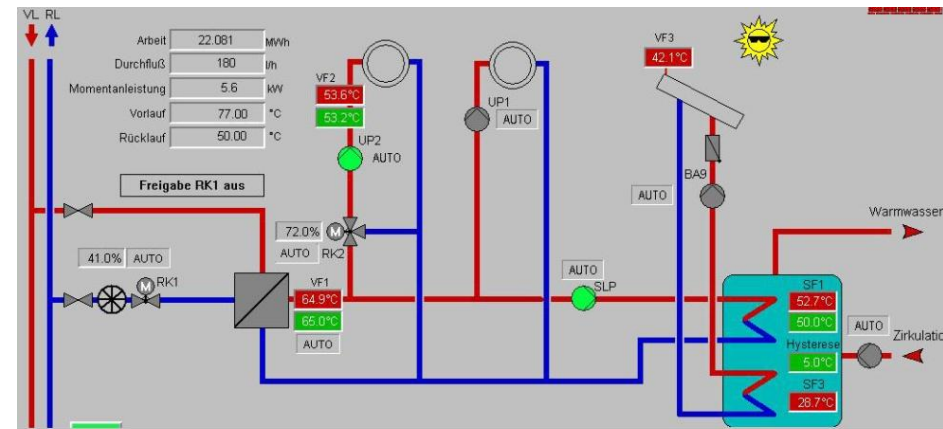 VL RL
Arbeit 22.081 MWh
Durchfluß 180 l/h
Momentanleistung 5.6 kW
Vorlauf 77.00 °C
Rücklauf 50.00 °C
Freigabe RK1 aus
VF2
53.6°C
53.2°C
UP2
AUTO
UP1
AUTO
VF3
42.1°C
BA9
AUTO
Warmwasser
72.0% M
AUTO RK2
41.0% AUTO
M RK1
VF1
64.9°C
65.0°C
AUTO
AUTO
SLP
SF1
52.7°C
50.0°C
Hysterese
5.0°C
SF3
28.7°C
AUTO
Zirkulatio